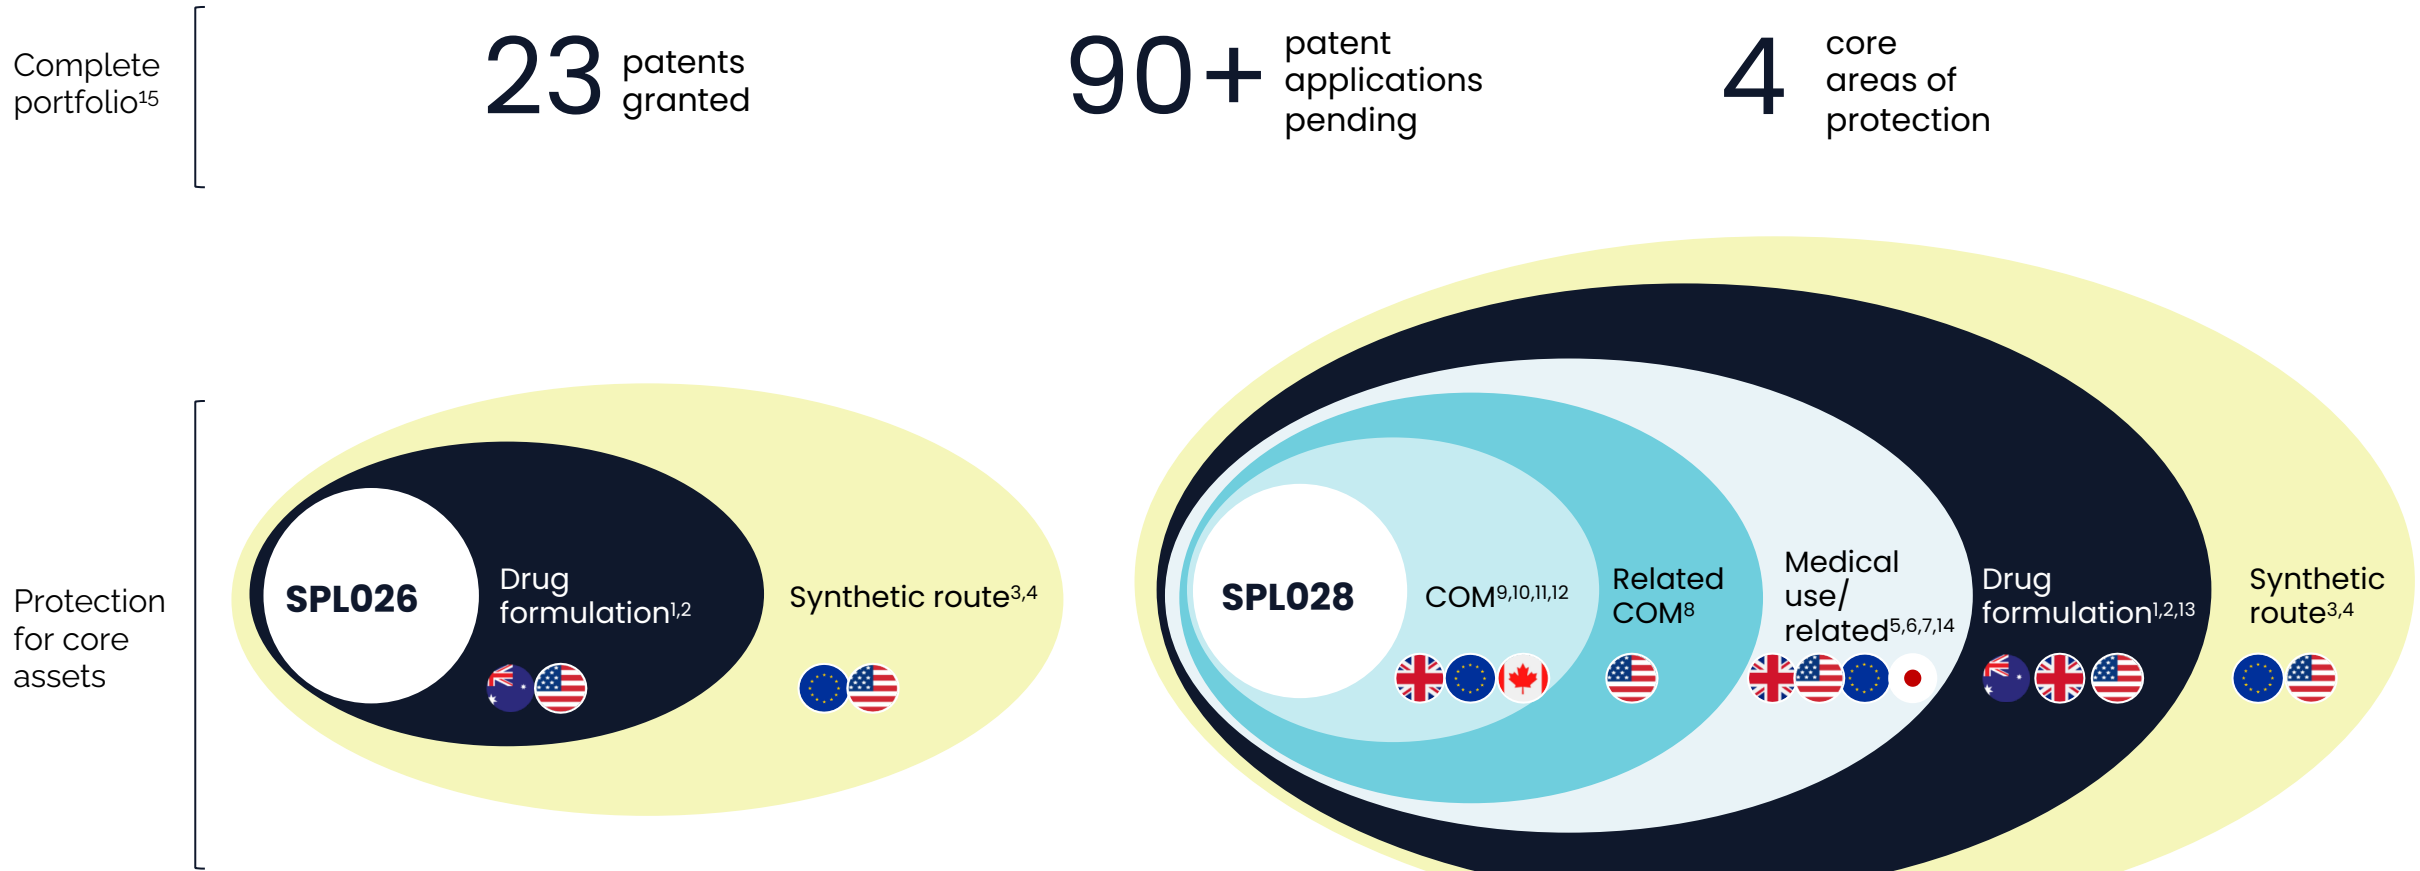 Complete
portfolio15
23 patents
granted
90+ patent
applications
pending
4 core
areas of
protection
Protection
for core
assets
SPL026
Drug
formulation1,2
Synthetic route3,4
SPL028
COM9,10,11,12
Related
COM8
Medical
use/
related5,6,7,14
Drug
formulation1,2,13
Synthetic
route3,4